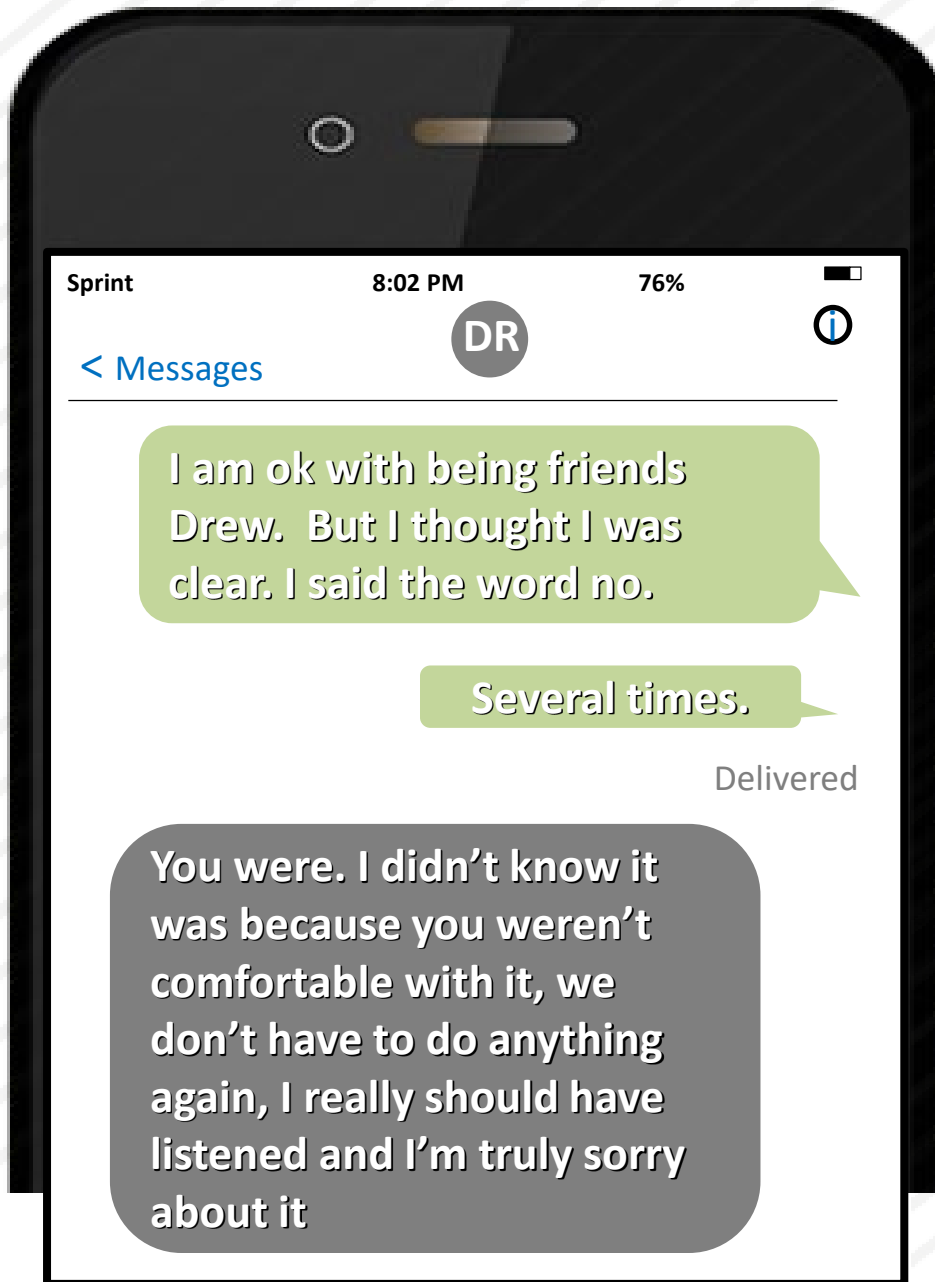 Sprint 8:02 PM 76%
DR
i
< Messages
I am ok with being friends
Drew.  But I thought I was
clear. I said the word no.
Several times.
Delivered
You were. I didn’t know it
was because you weren’t
comfortable with it, we
don’t have to do anything
again, I really should have
listened and I’m truly sorry
about it